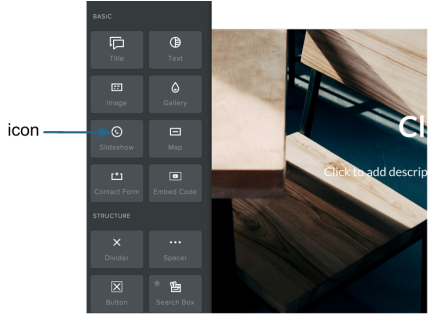 BASIC
Title
Text
Image
Gallery
icon
Slideshow
Map
Contact Form
Embed Code
STRUCTURE
Divider
Spacer
Button
Search Box
Cl
Click to add descrip